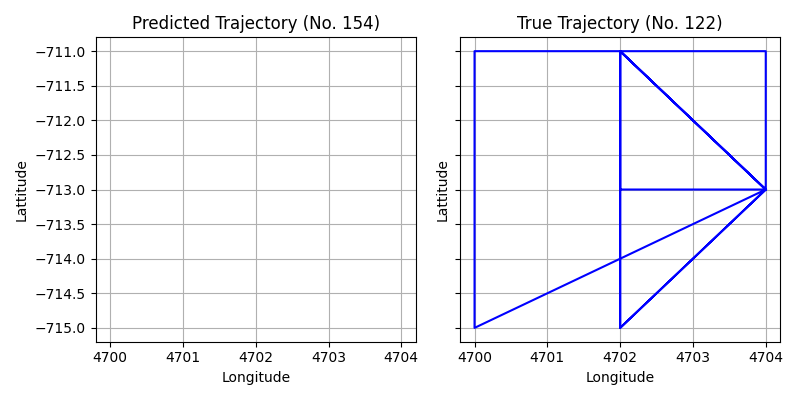 Predicted Trajectory (No. 154)
True Trajectory (No. 122)
−711.0
−711.5
−712.0
−712.5
−713.0
−713.5
−714.0
−714.5
−715.0
Lattitude
Lattitude
4700 4701 4702 4703 4704
4700 4701 4702 4703 4704
Longitude
Longitude